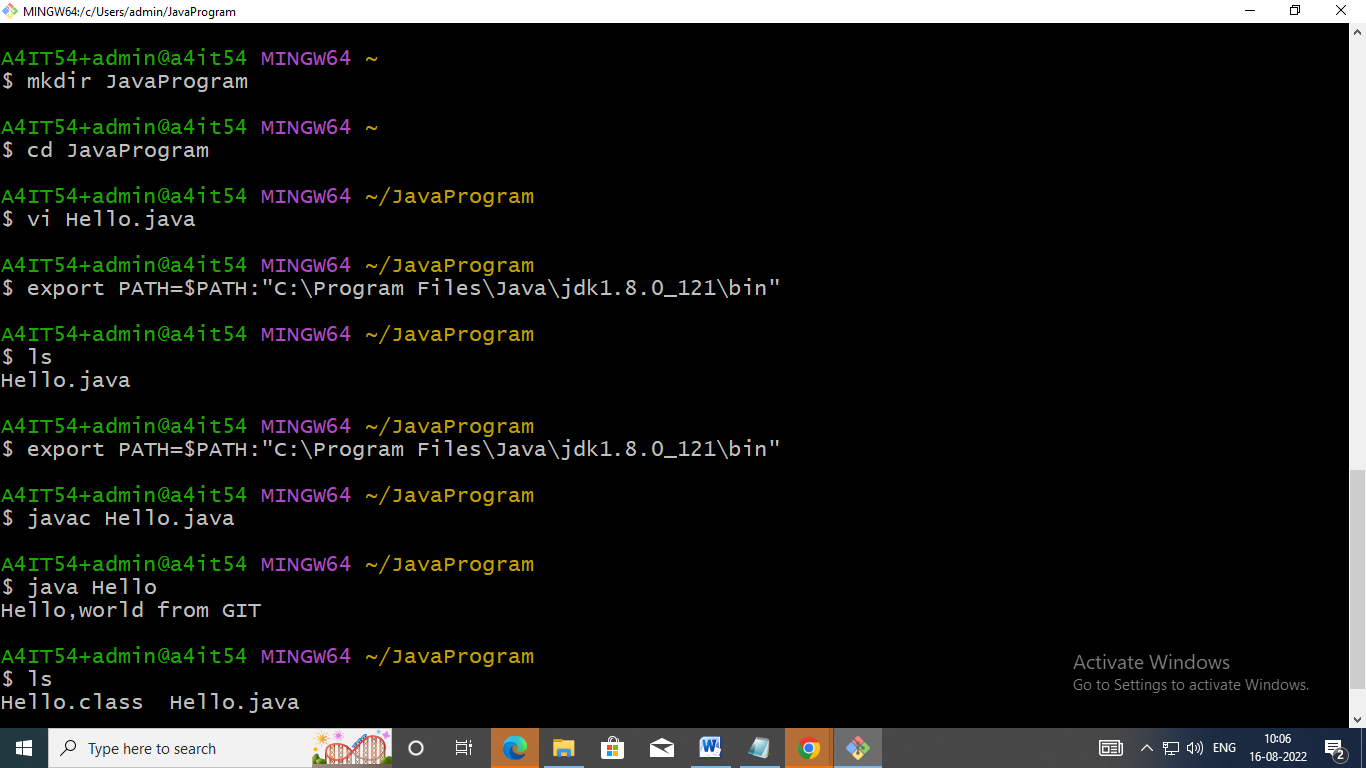 MINGW64:/c/Users/admin/JavaProgram
A4IT54+admin@a4it54 MINGW64 ~
$ mkdir JavaProgram
A4IT54+admin@a4it54 MINGW64 ~
$ cd JavaProgram
A4IT54+admin@a4it54 MINGW64 ~/JavaProgram
$ vi Hello.java
A4IT54+admin@a4it54 MINGW64 ~/JavaProgram
$ export PATH=$PATH:"C:\Program Files\Java\jdk1.8.0_121\bin"
A4IT54+admin@a4it54 MINGW64 ~/JavaProgram
$ ls
Hello.java
A4IT54+admin@a4it54 MINGW64 ~/JavaProgram
$ export PATH=$PATH:"C:\Program Files\Java\jdk1.8.0_121\bin"
A4IT54+admin@a4it54 MINGW64 ~/JavaProgram
$ javac Hello.java
A4IT54+admin@a4it54 MINGW64 ~/JavaProgram
$ java Hello
Hello,world from GIT
A4IT54+admin@a4it54 MINGW64 ~/JavaProgram
$ ls
Hello.class  Hello.java
Activate Windows
Go to Settings to activate Windows.
Type here to search
ENG
10:06
16-08-2022
2